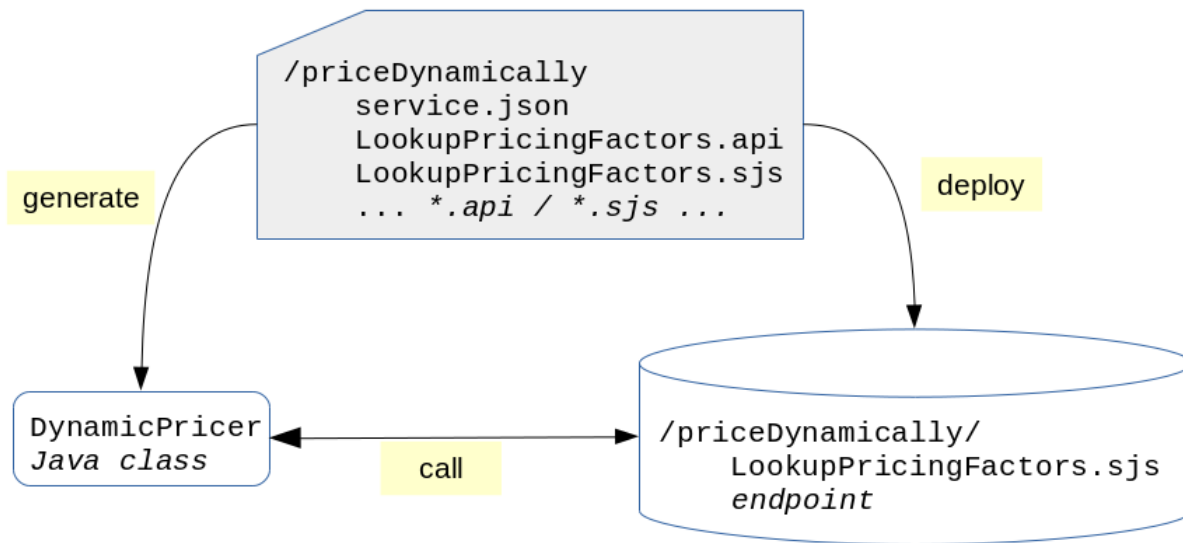 /priceDynamically
service.json
LookupPricingFactors.api
LookupPricingFactors.sjs
... *.api / *.sjs ...
generate
deploy
DynamicPricer
Java class
call
/priceDynamically/
LookupPricingFactors.sjs
endpoint